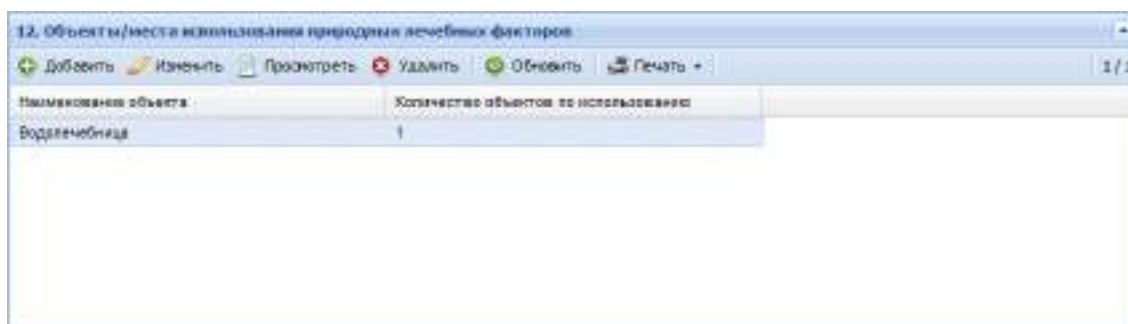 12. Объекты/места использования природных лечебных факторов
Добавить Изменить Просмотреть Удалить Обновить Печать
Наименование объекта Количество объектов по использованию
Водолечебница 1